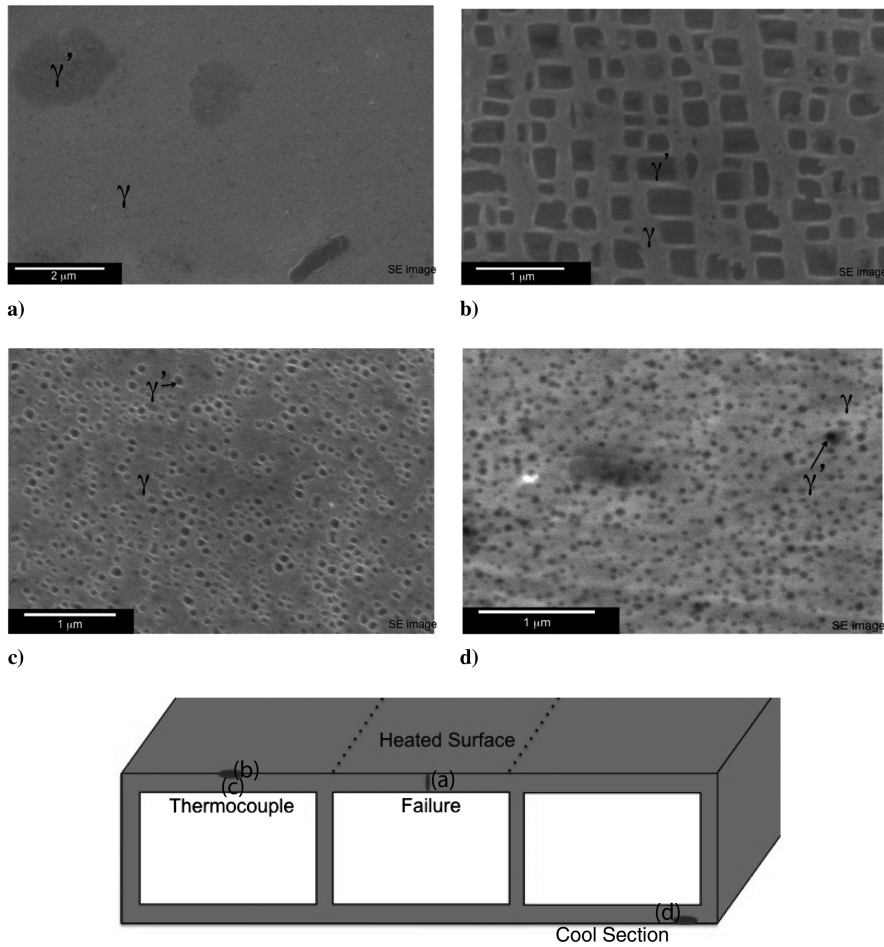 γ'
γ
2 μm
SE image
a)
γ'
γ
1 μm
SE image
b)
γ'
γ
1 μm
SE image
c)
γ
γ'
1 μm
SE image
d)
Heated Surface
(b)
(c)
(a)
Thermocouple
Failure
(d)
Cool Section